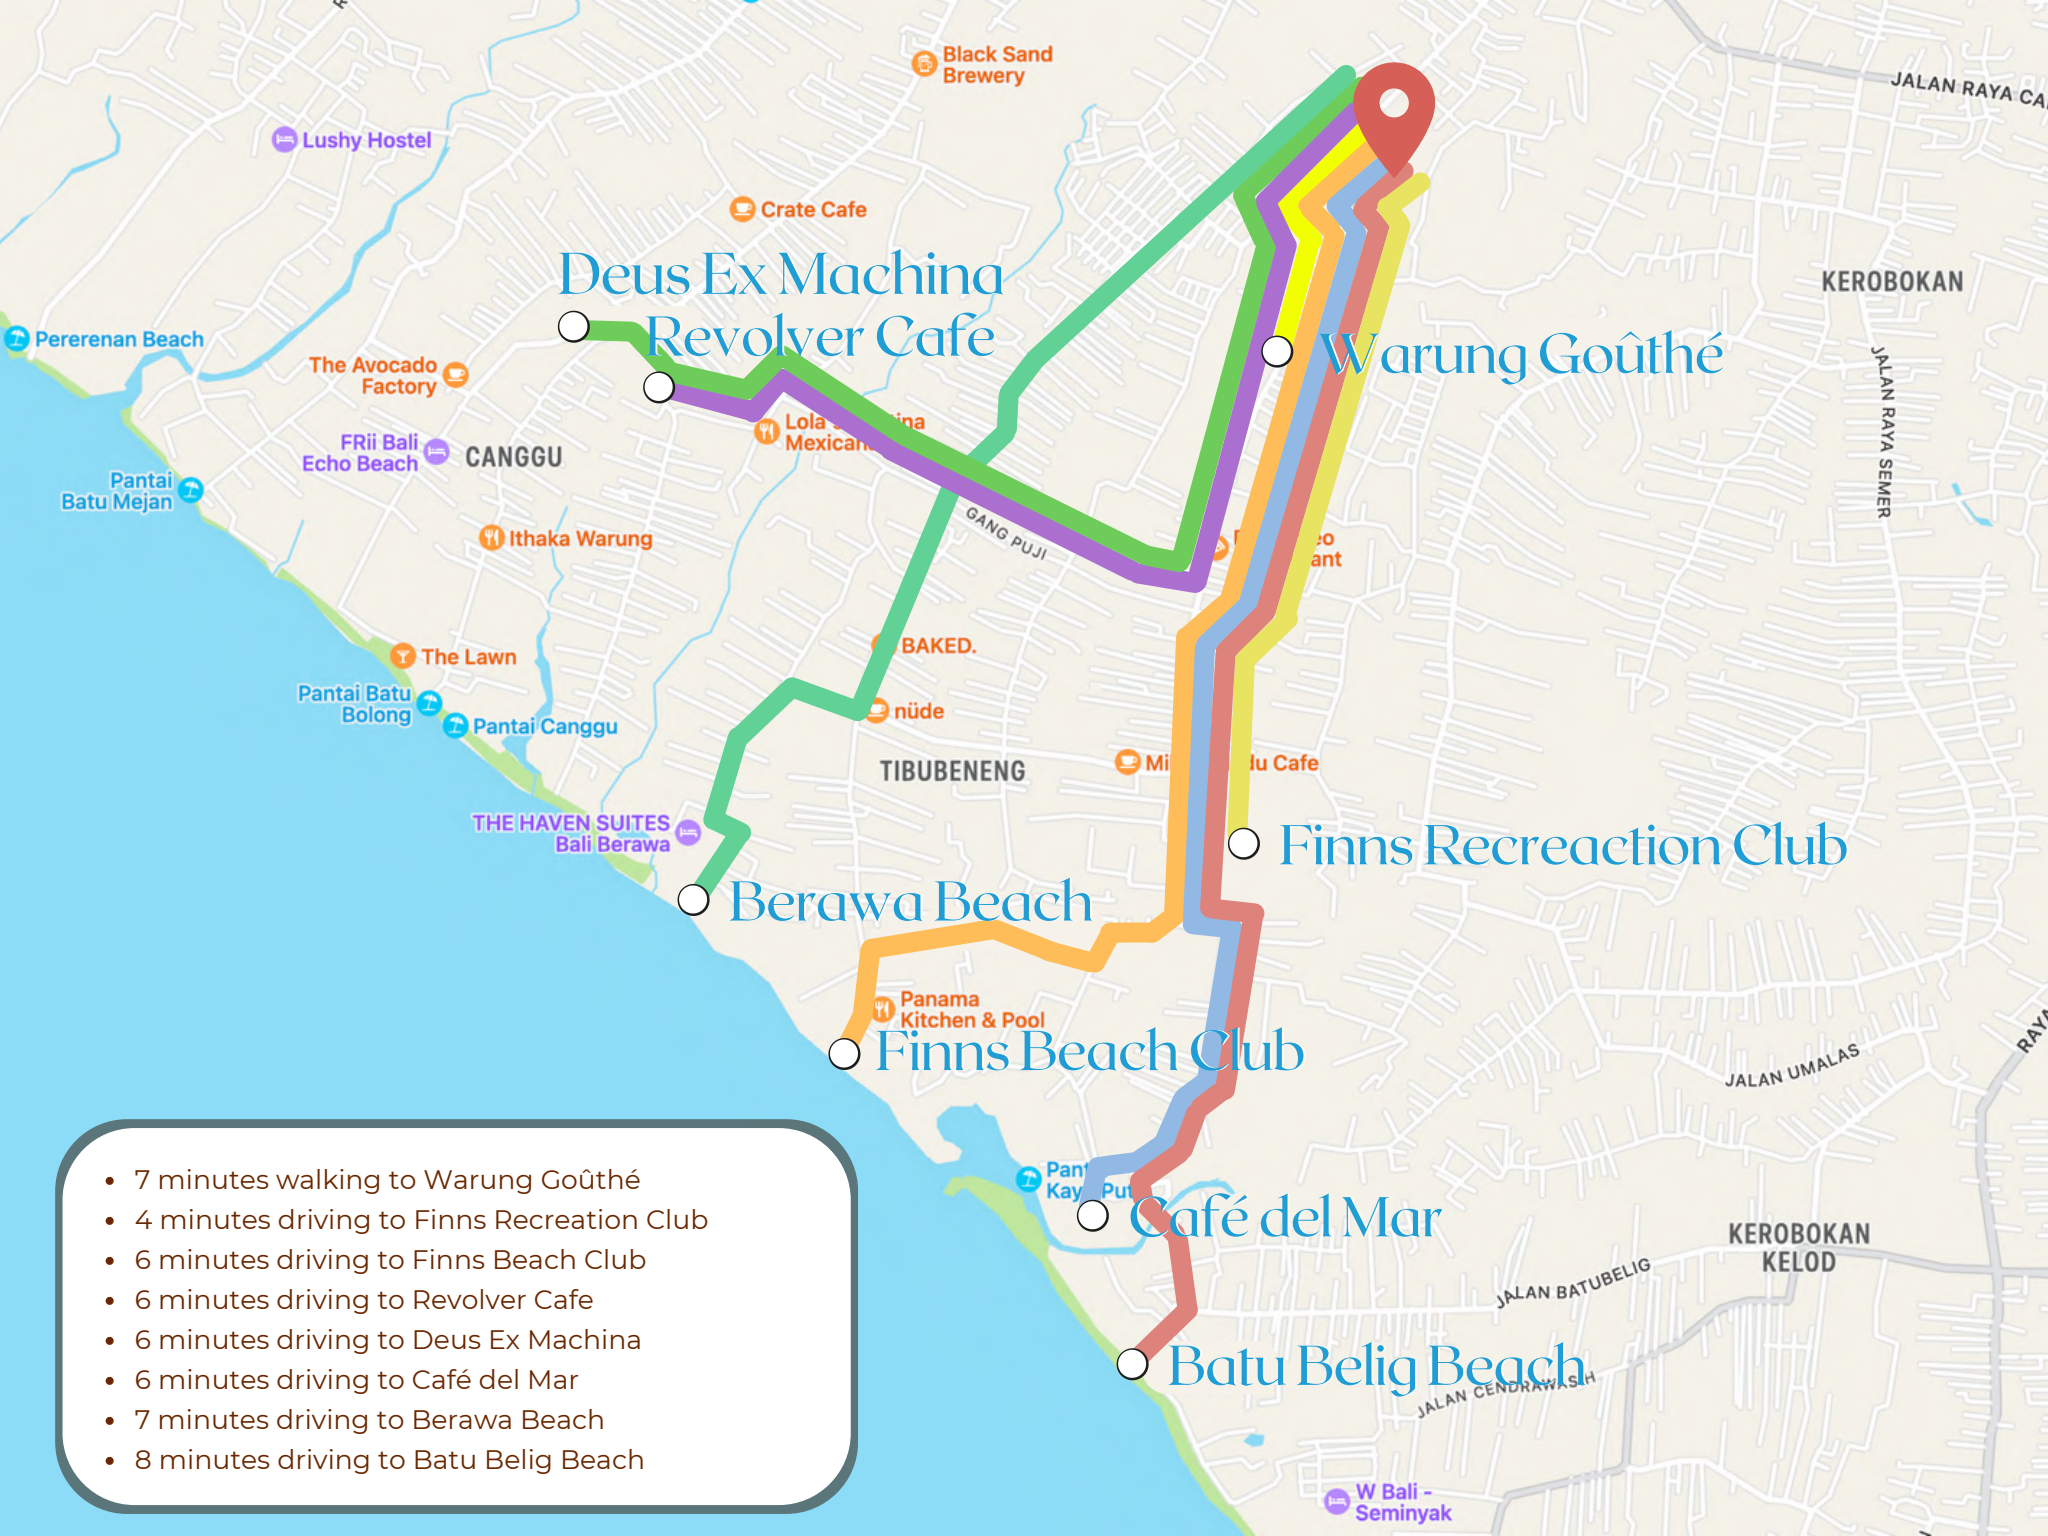 Black Sand
Brewery
JALAN RAYA CA
Lushy Hostel
Crate Cafe
Deus Ex Machina
KEROBOKAN
Revolver Cafe
Pererenan Beach
Warung Goûthé
The Avocado
Factory
JALAN RAYA SEMER
Lola
Mexican
FRii Bali
Echo Beach
CANGGU
Pantai
Batu Mejan
GANG PUJI
Ithaka Warung
BAKED.
The Lawn
Pantai Batu
Bolong
nüde
Pantai Canggu
TIBUBENENG
du Cafe
THE HAVEN SUITES
Bali Berawa
Finns Recreaction Club
Berawa Beach
Panama
Kitchen & Pool
Finns Beach Club
RAYA
JALAN UMALAS
Café del Mar
KEROBOKAN
KELOD
JALAN BATUBELIG
Batu Belig Beach
JALAN CENDRAWASIH
W Bali -
Seminyak
• 7 minutes walking to Warung Goûthé
• 4 minutes driving to Finns Recreation Club
• 6 minutes driving to Finns Beach Club
• 6 minutes driving to Revolver Cafe
• 6 minutes driving to Deus Ex Machina
• 6 minutes driving to Café del Mar
• 7 minutes driving to Berawa Beach
• 8 minutes driving to Batu Belig Beach